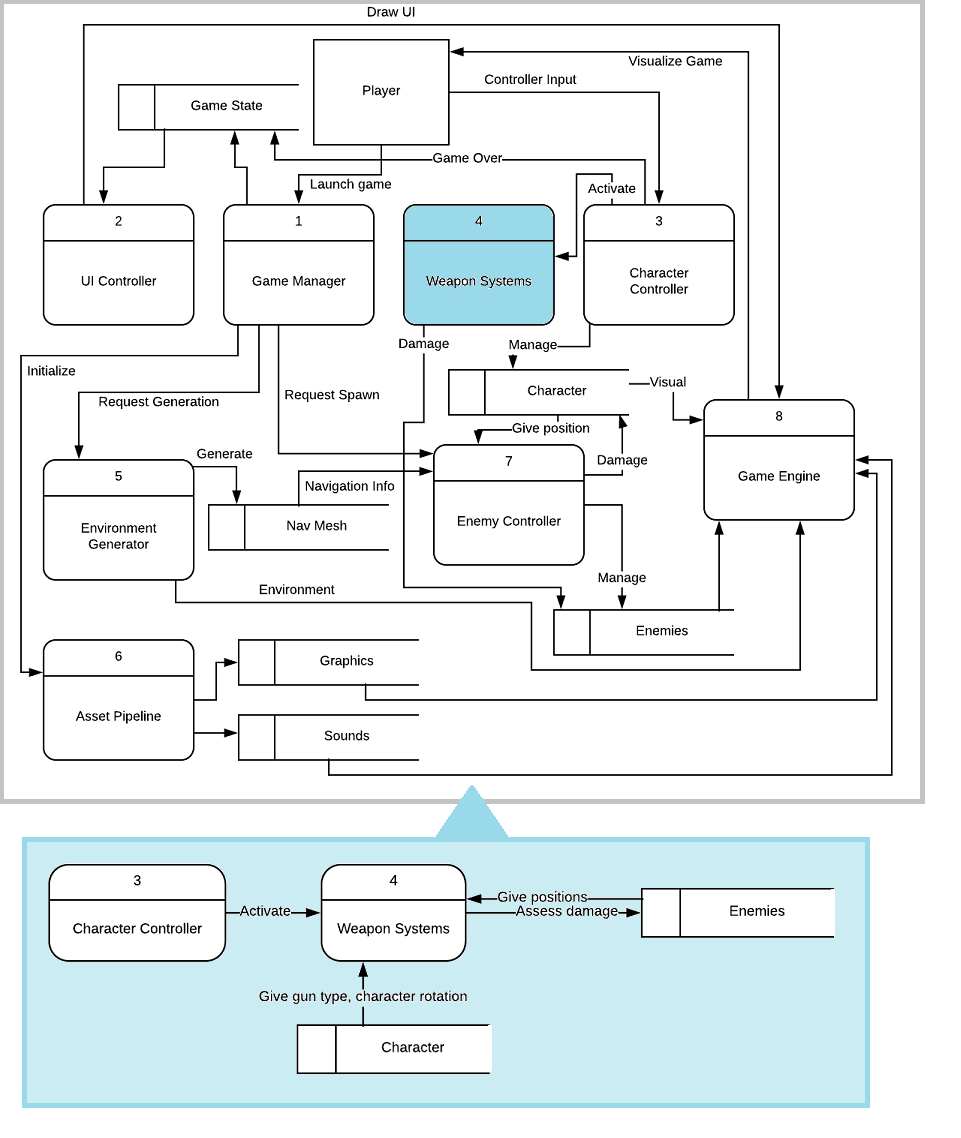 Draw UI
Visualize Game
Player
Controller Input
Game State
Game Over
Launch game
Activate
2
UI Controller
1
Game Manager
4
Weapon Systems
3
Character
Controller
Damage
Manage
Initialize
Character
Visual
Request Generation
Request Spawn
Give position
8
Game Engine
Generate
Damage
7
Enemy Controller
5
Environment
Generator
Navigation Info
Nav Mesh
Manage
Environment
Enemies
6
Asset Pipeline
Graphics
Sounds
3
Character Controller
Activate
4
Weapon Systems
Give positions
Assess damage
Enemies
Give gun type, character rotation
Character